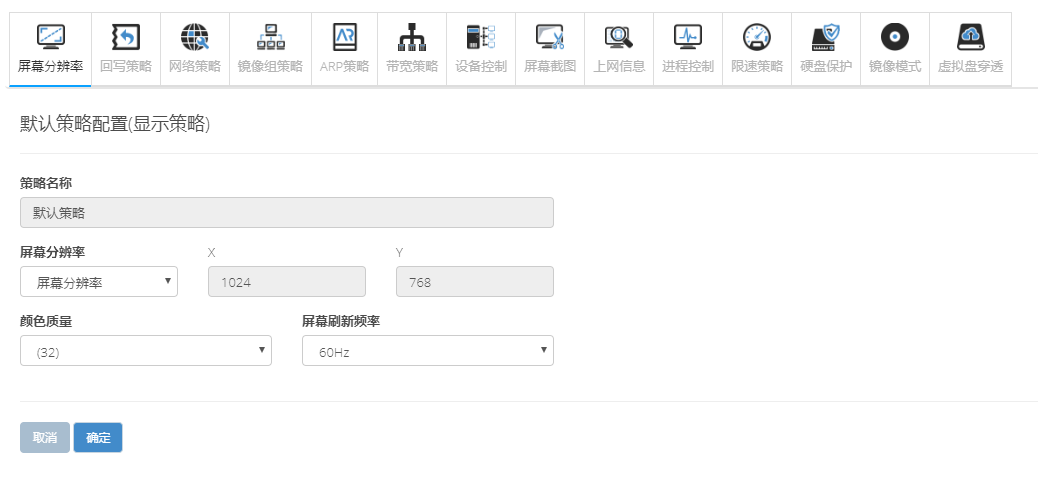 屏幕分辨率 回写策略 网络策略 镜像组策略 ARP策略 带宽策略 设备控制 屏幕截图 上网信息 进程控制 限速策略 硬盘保护 镜像模式 虚拟盘穿透
默认策略配置(显示策略)
策略名称
默认策略
屏幕分辨率 X Y
屏幕分辨率 1024 768
颜色质量 屏幕刷新频率
(32) 60Hz
取消 确定